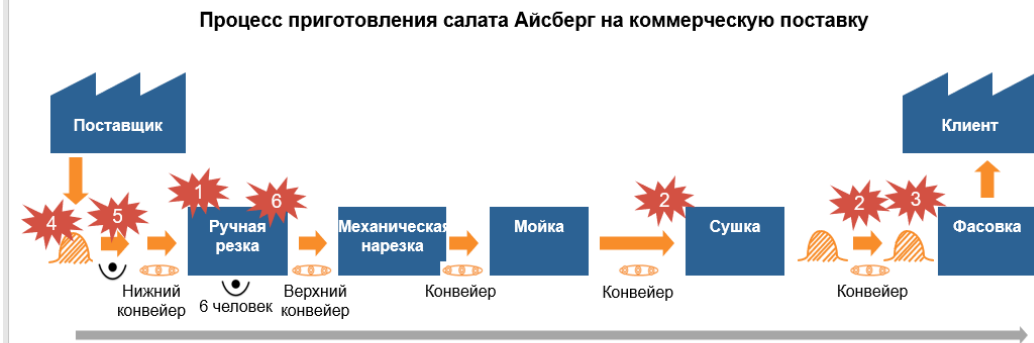 Процесс приготовления салата Айсберг на коммерческую поставку
Поставщик
Клиент
4
5
1
6
2
2
3
Ручная
резка
Механическая
нарезка
Мойка
Сушка
Фасовка
Нижний
конвейер
6 человек
Верхний
конвейер
Конвейер
Конвейер
Конвейер